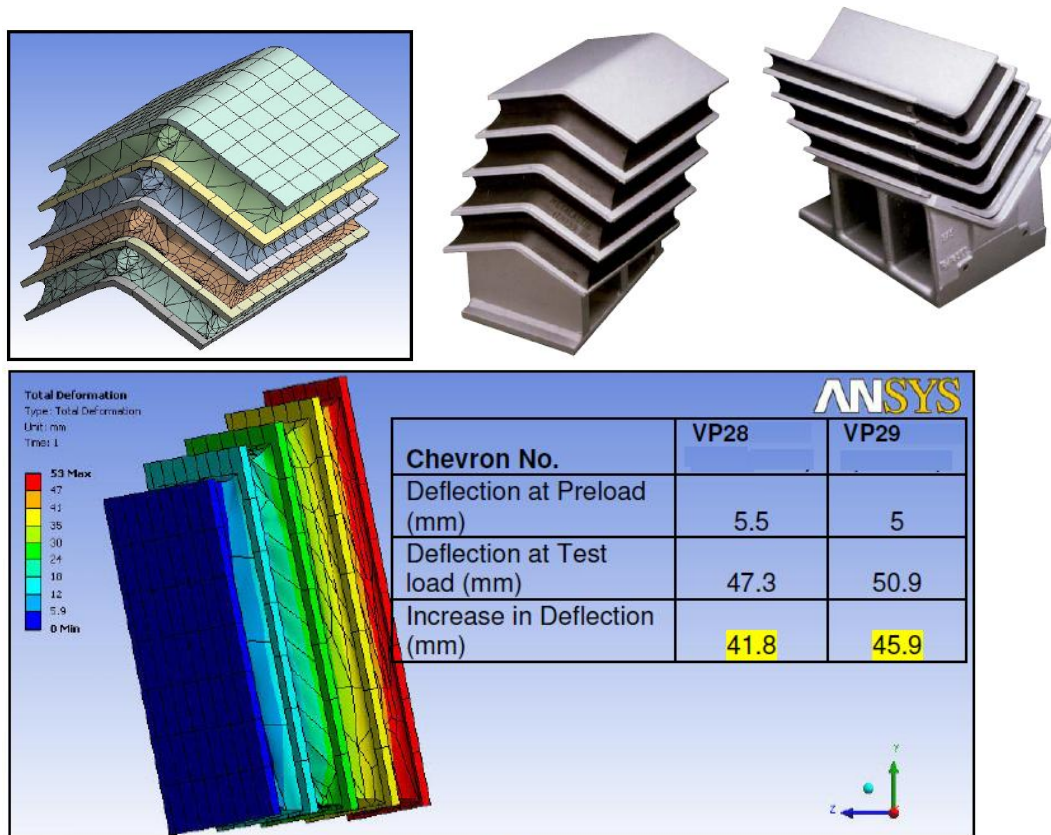 Total Deformation
Type: Total Deformation
Unit: mm
Time: 1
53 Max
47
41
35
30
24
18
12
5.9
0 Min
ANSYS
Chevron No.
VP28
VP29
Deflection at Preload
(mm)
5.5
5
Deflection at Test
load (mm)
47.3
50.9
Increase in Deflection
(mm)
41.8
45.9
Y
Z